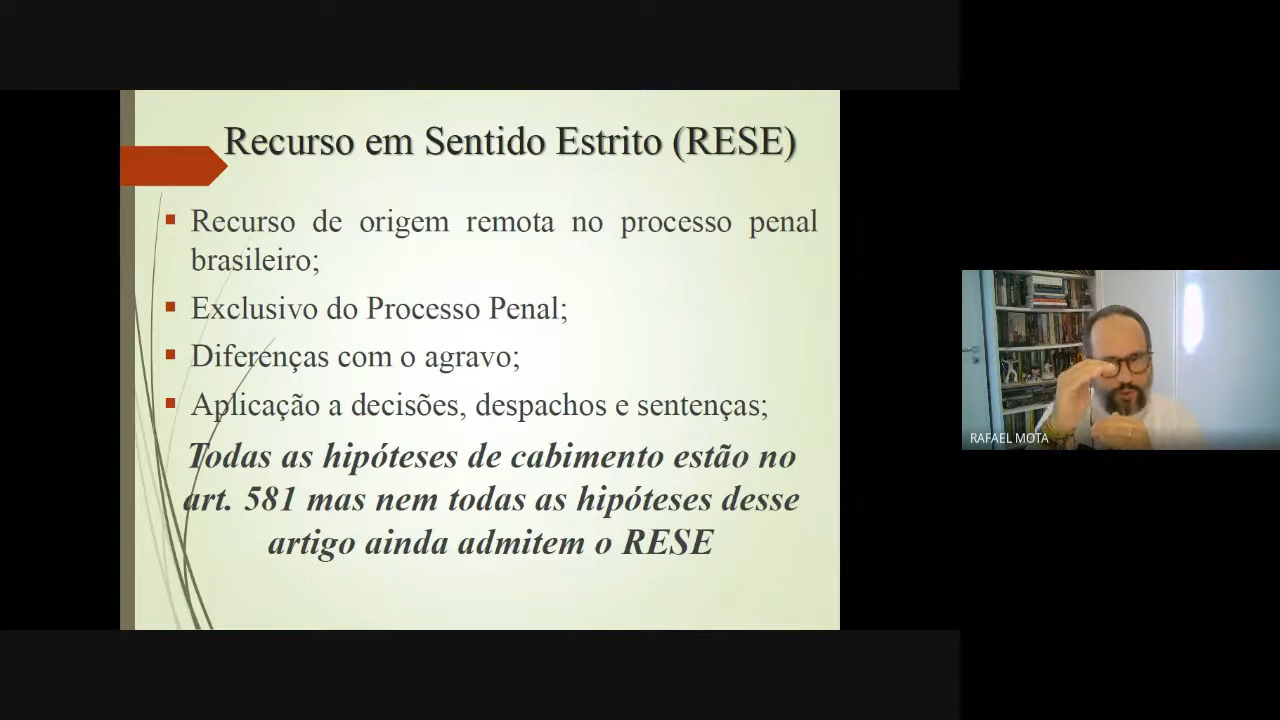 Recurso em Sentido Estrito (RESE)
Recurso de origem remota no processo penal
brasileiro;
Exclusivo do Processo Penal;
Diferenças com o agravo;
Aplicação a decisões, despachos e sentenças;
Todas as hipóteses de cabimento estão no
art. 581 mas nem todas as hipóteses desse
artigo ainda admitem o RESE
RAFAEL MOTA